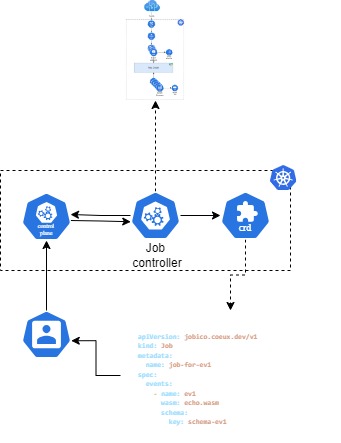 control
plane
Job
controller
crd
apiVersion: jobico.coeux.dev/v1
kind: Job
metadata:
name: job-for-ev1
spec:
events:
- name: ev1
wasm: echo.wasm
schema:
key: schema-ev1